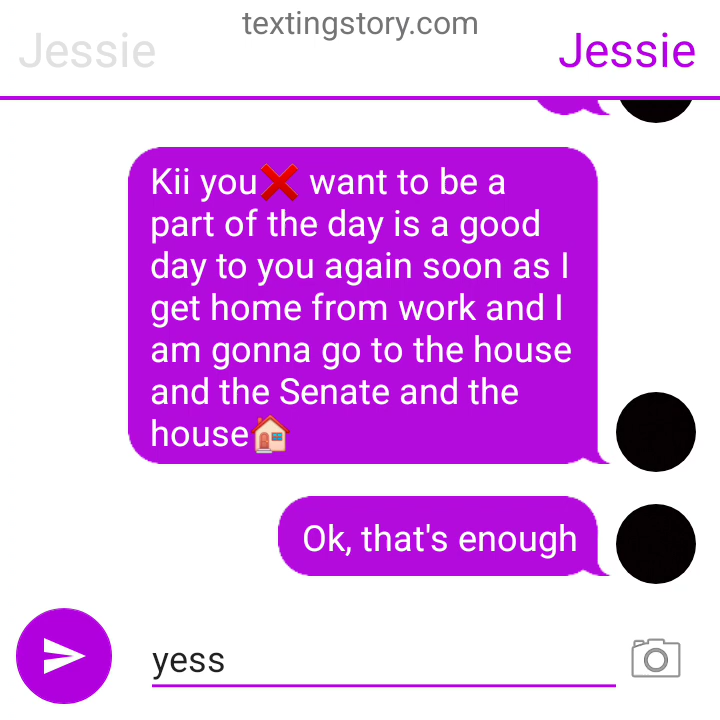 textingstory.com
Jessie
Jessie
Kii you❌ want to be a
part of the day is a good
day to you again soon as I
get home from work and I
am gonna go to the house
and the Senate and the
house🏠
Ok, that's enough
yess